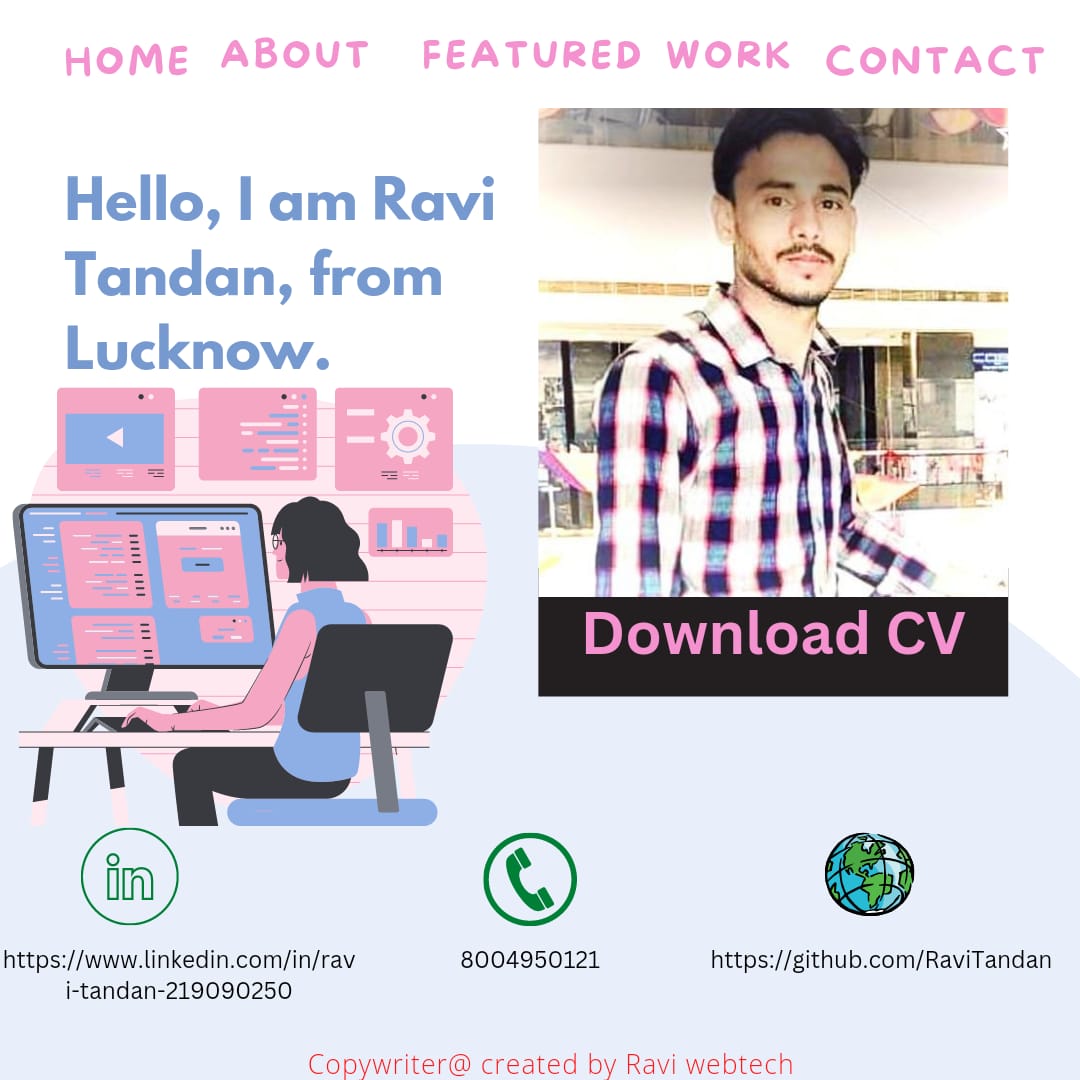 HOME ABOUT FEATURED WORK CONTACT
Hello, I am Ravi
Tandan, from
Lucknow.
Download CV
in
https://www.linkedin.com/in/rav
i-tandan-219090250
8004950121
https://github.com/RaviTandan
Copywriter@ created by Ravi webtech